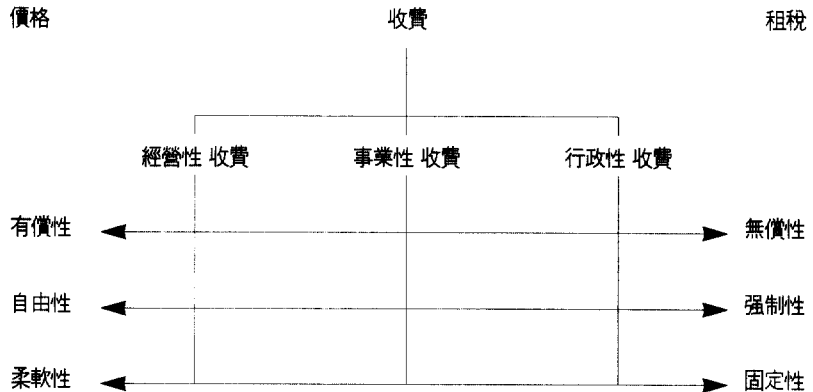 價格 收費 租稅
經營性 收費 事業性 收費 行政性 收費
有償性 無償性
自由性 强制性
柔軟性 固定性